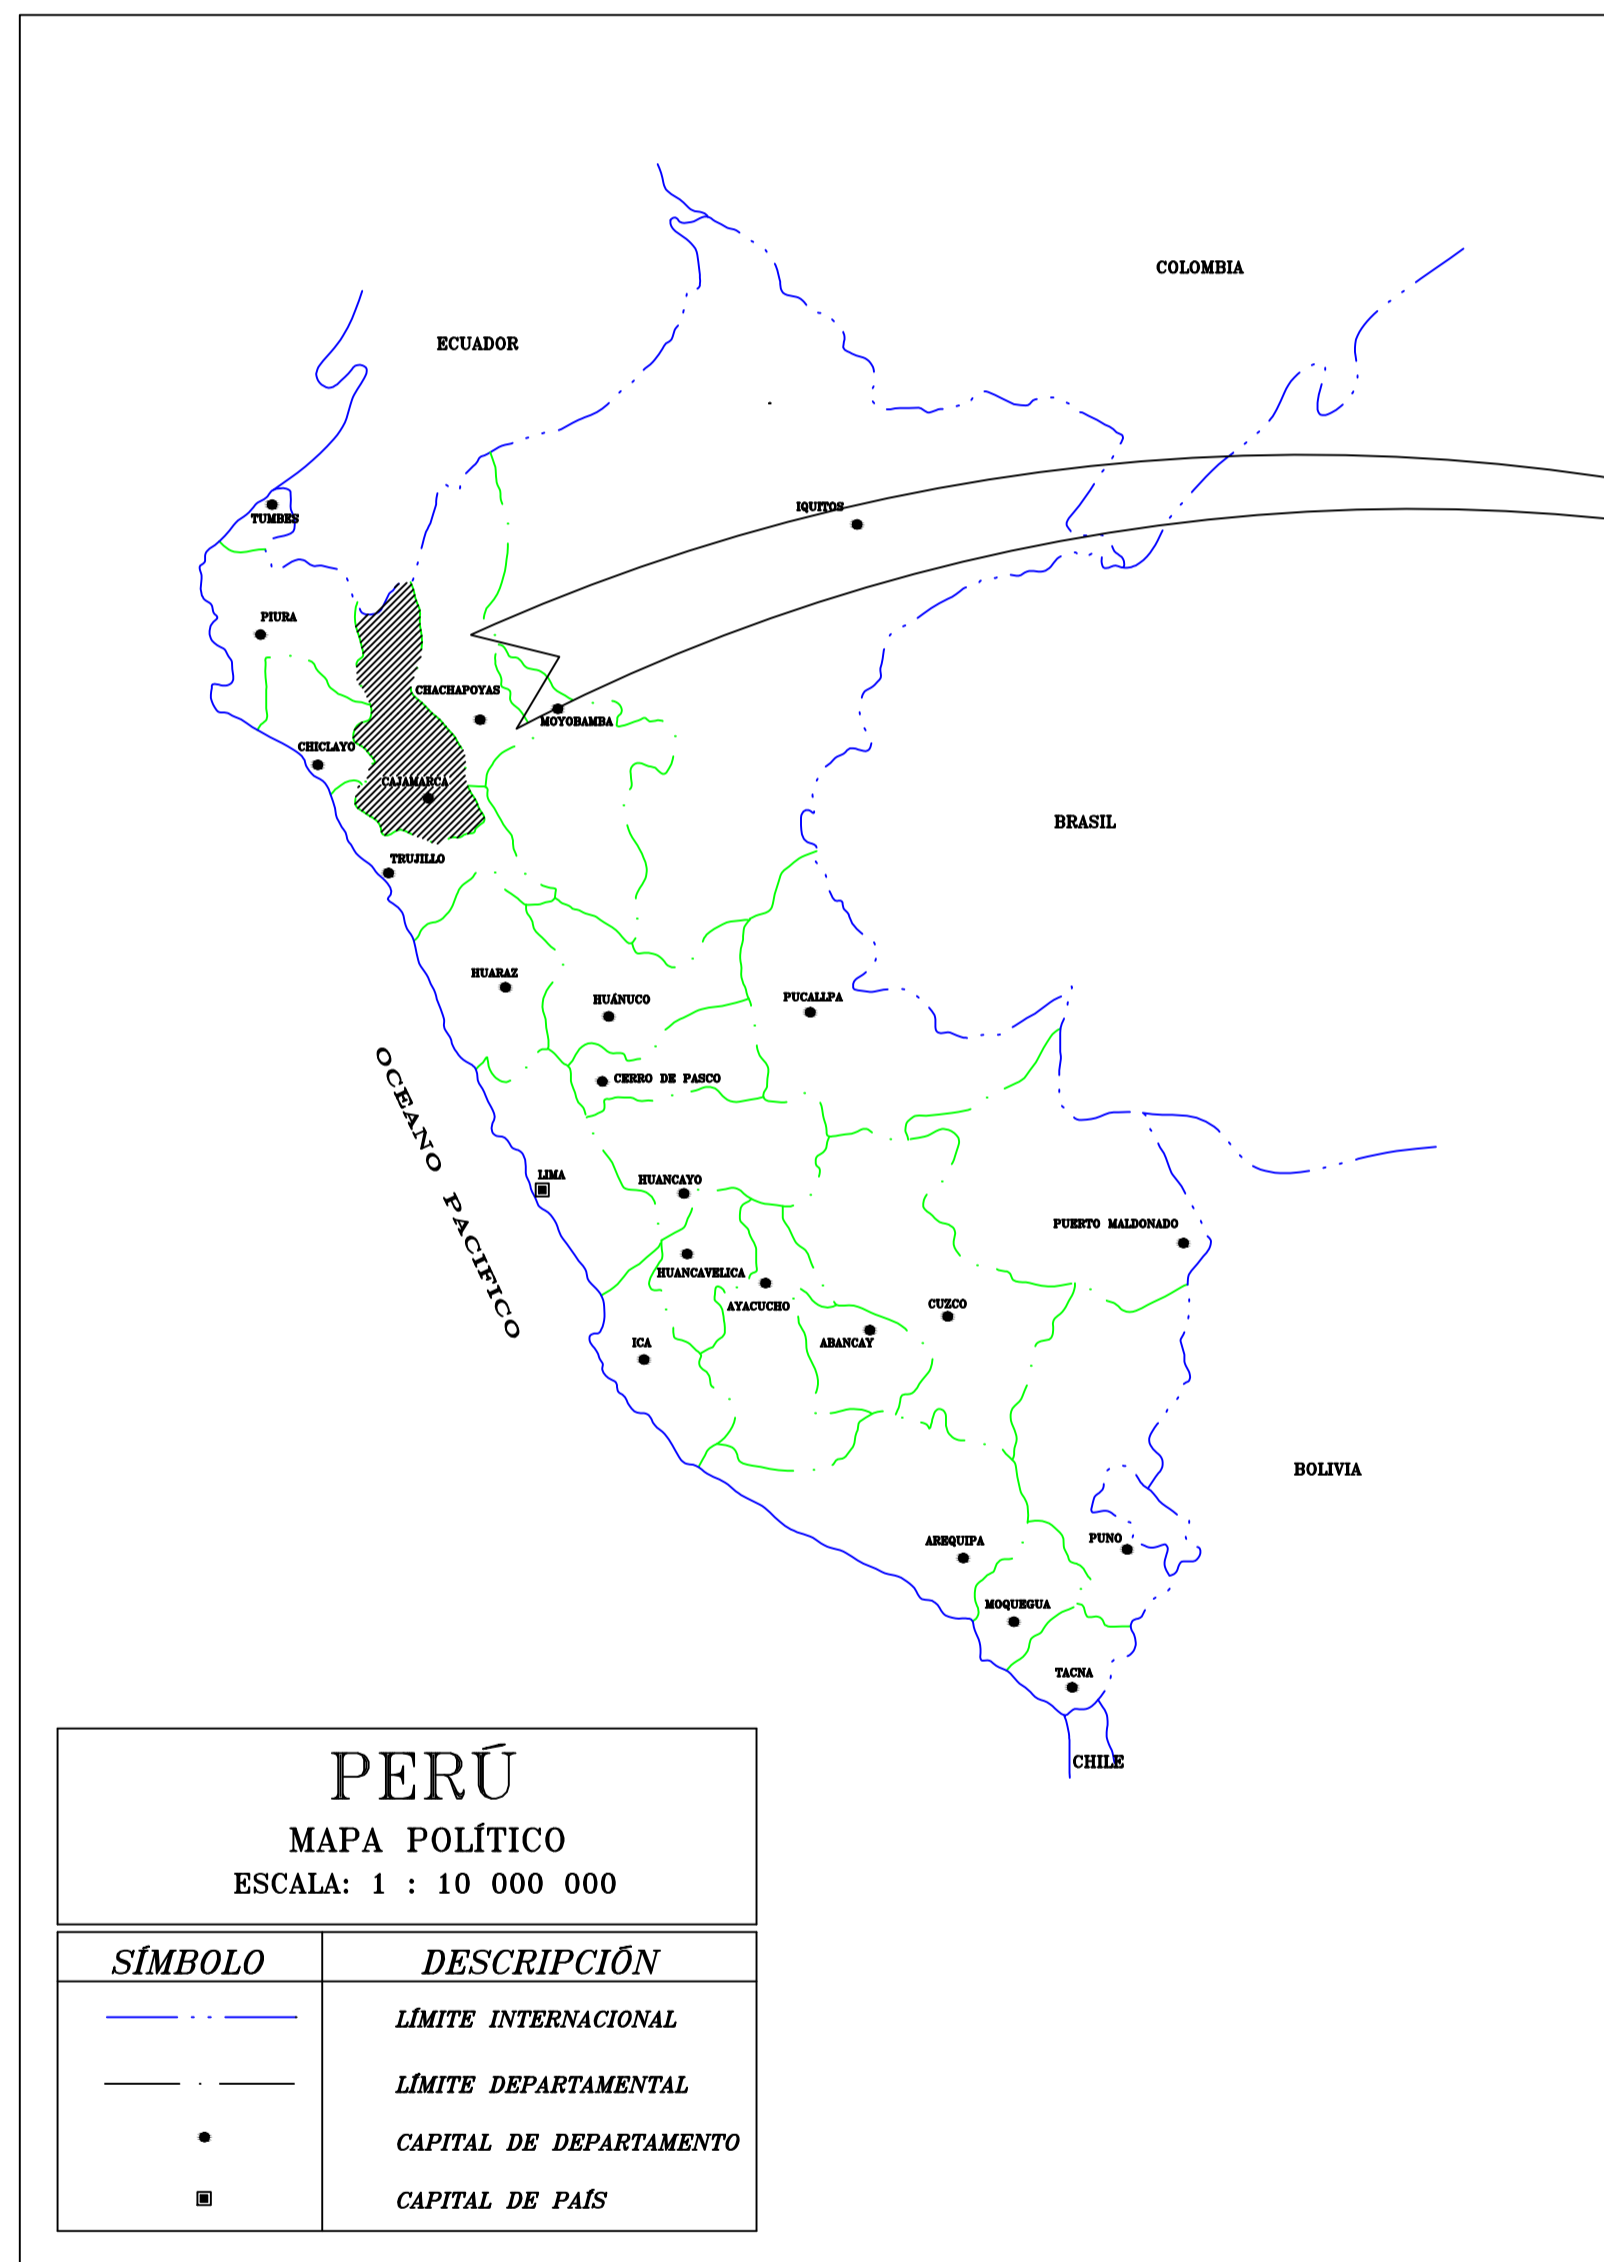 COLOMBIA
ECUADOR
IQUITOS
TUMBES
PIURA
CHACHAPOYAS
MOYOBAMBA
CHICLAYO
CAJAMARCA
BRASIL
TRUJILLO
HUARAZ
HUÁNUCO
PUCALLPA
CERRO DE PASCO
OCEANO PACIFICO
LIMA
HUANCAYO
PUERTO MALDONADO
HUANCAVELICA
AYACUCHO
CUZCO
ICA
ABANCAY
BOLIVIA
AREQUIPA
PUNO
MOQUEGUA
TACNA
CHILE
PERÚ
MAPA POLÍTICO
ESCALA: 1 : 10 000 000
SÍMBOLO DESCRIPCIÓN
LÍMITE INTERNACIONAL
LÍMITE DEPARTAMENTAL
CAPITAL DE DEPARTAMENTO
CAPITAL DE PAÍS